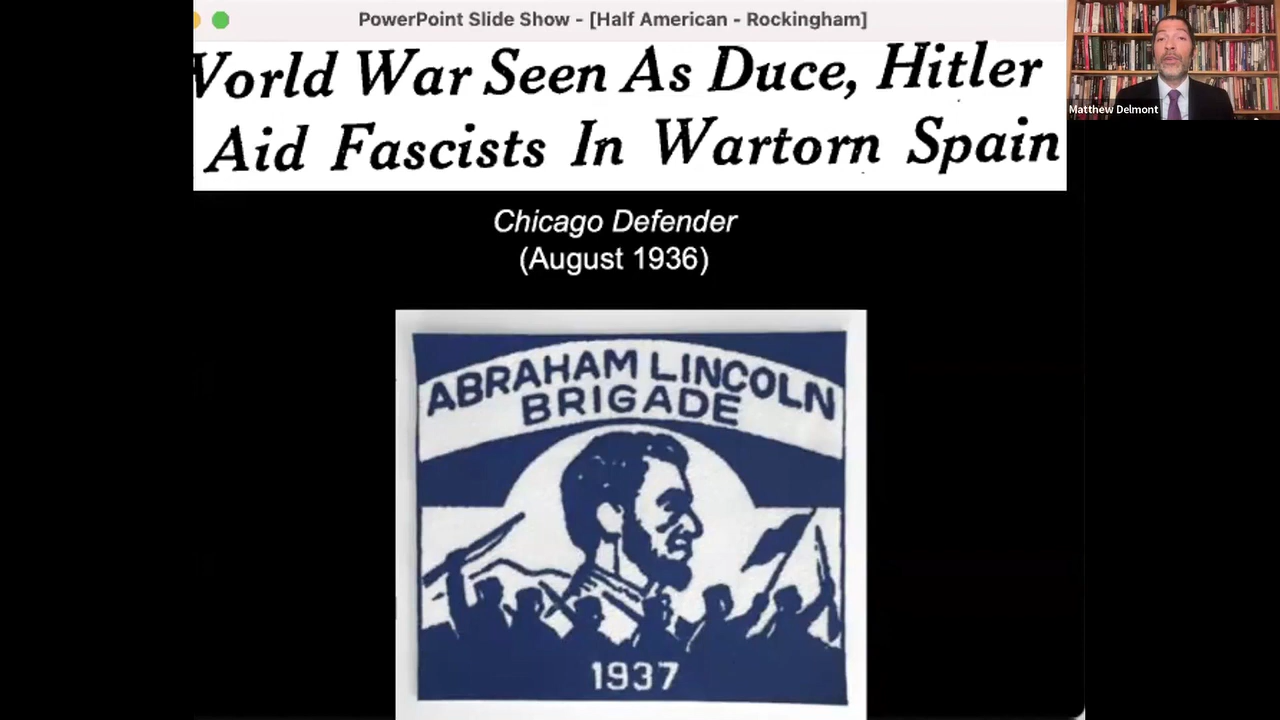 PowerPoint Slide Show - [Half American - Rockingham]
World War Seen As Duce, Hitler
Aid Fascists In Wartorn Spain
Chicago Defender
(August 1936)
ABRAHAM LINCOLN
BRIGADE
1937
Matthew Delmont